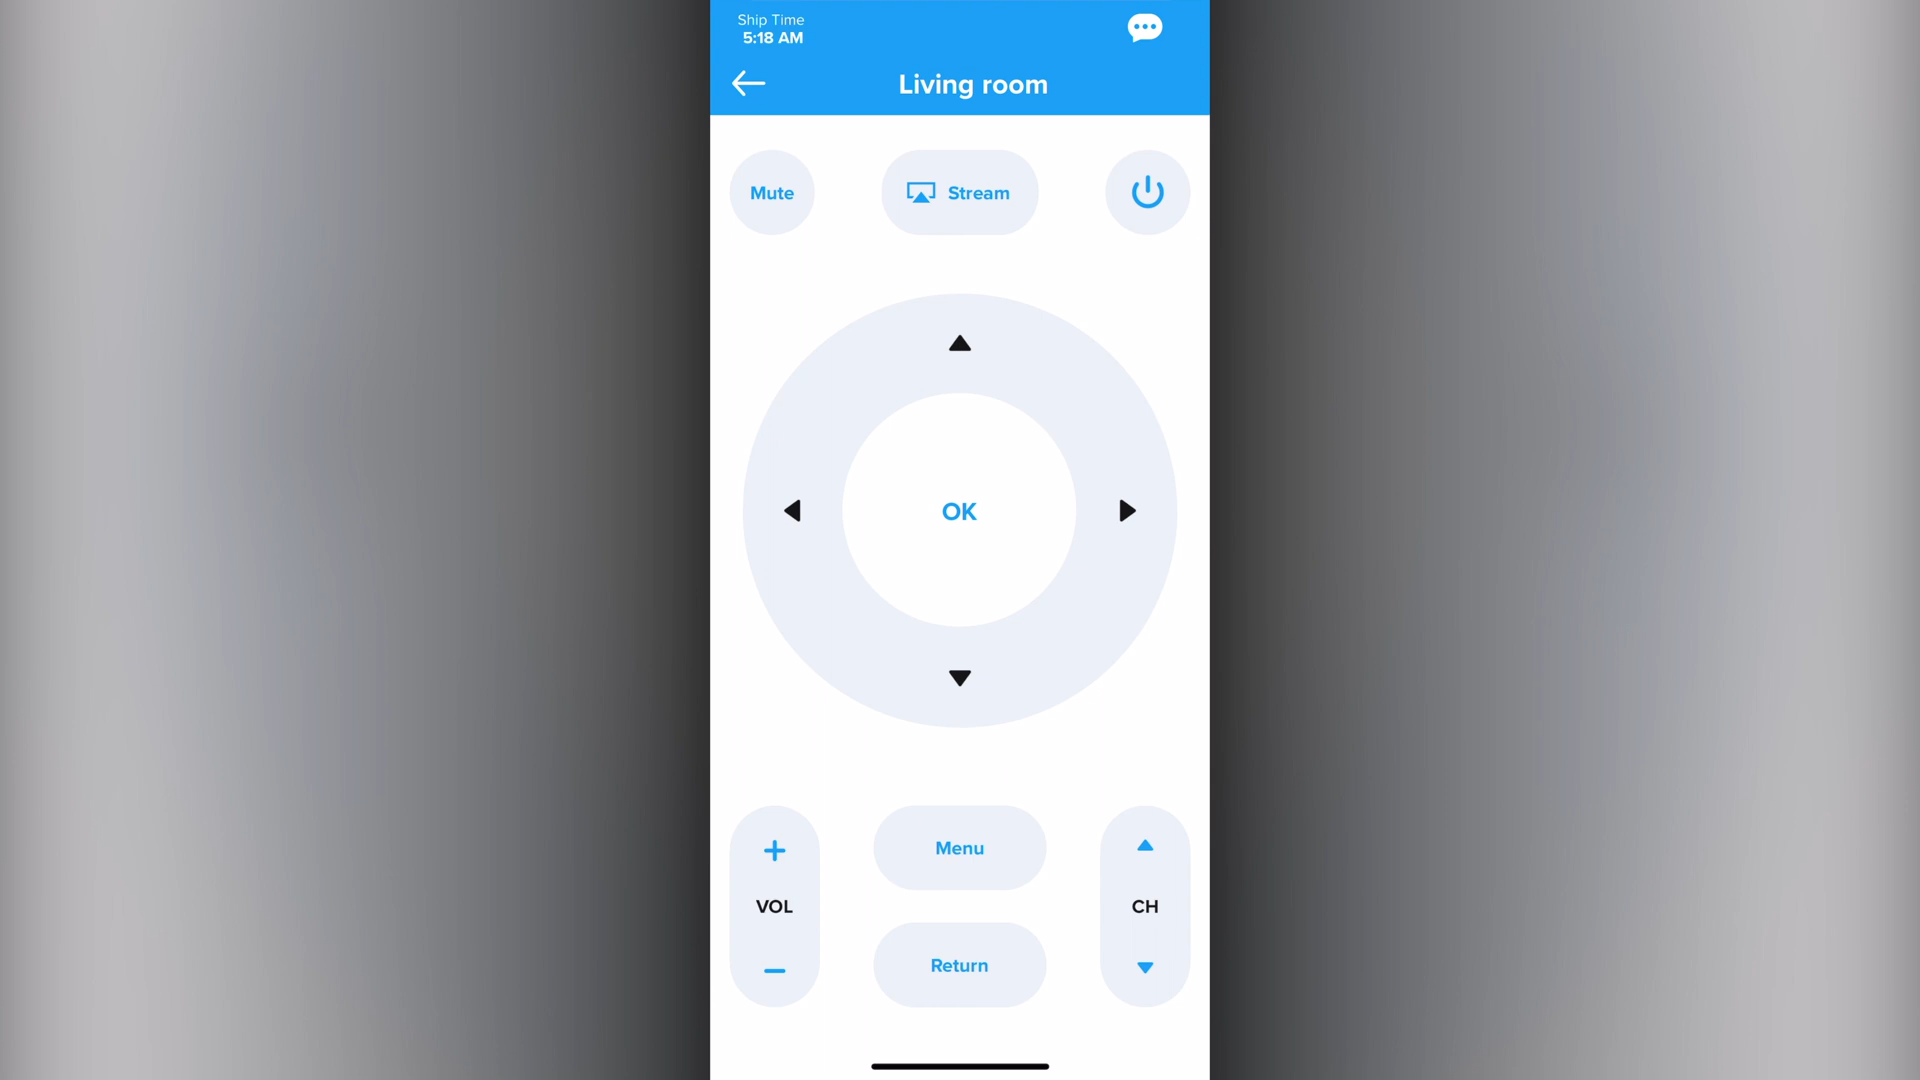 Ship Time
5:18 AM
Living room
Mute
Stream
OK
VOL
Menu
Return
CH